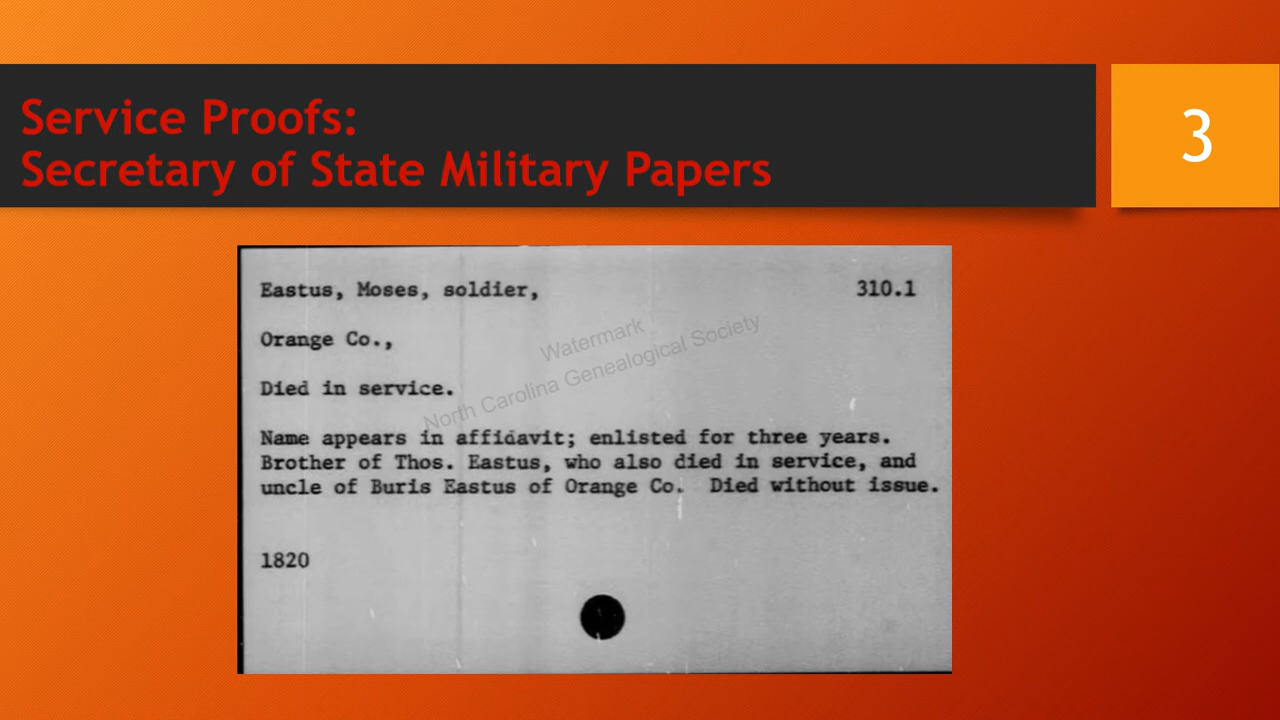 Service Proofs:
Secretary of State Military Papers
3
Eastus, Moses, soldier, 310.1
Orange Co.,
Died in service.
Name appears in affidavit; enlisted for three years.
Brother of Thos. Eastus, who also died in service, and
uncle of Buris Eastus of Orange Co. Died without issue.
1820
Watermark
North Carolina Genealogical Society